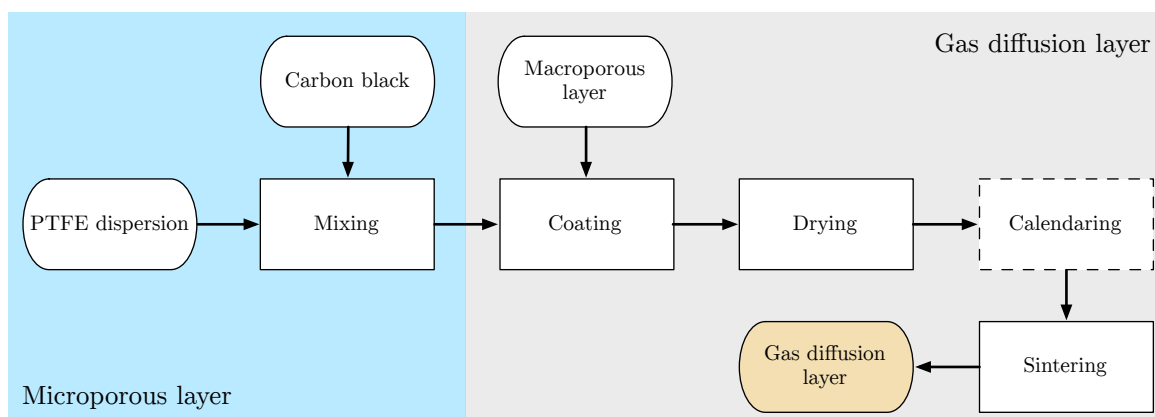 Gas diffusion layer
Carbon black
Macroporous
layer
PTFE dispersion
Mixing
Coating
Drying
Calendaring
Gas diffusion
layer
Sintering
Microporous layer